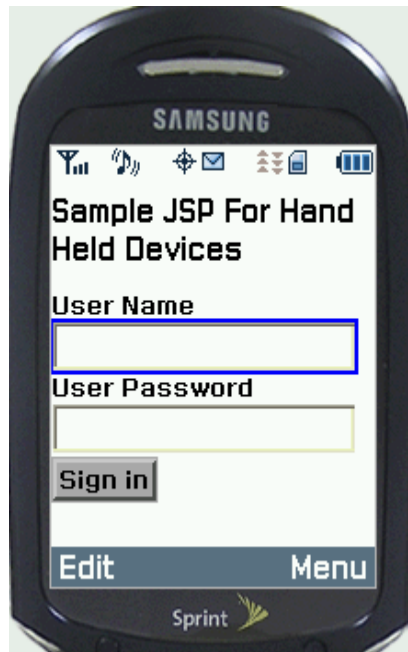 SAMSUNG
Sample JSP For Hand
Held Devices
User Name
User Password
Sign in
Edit Menu
Sprint